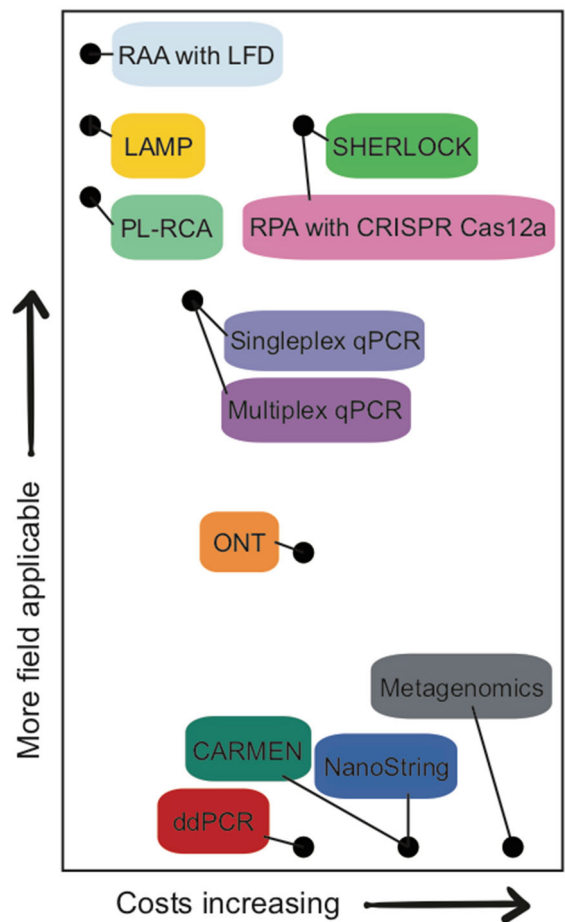 RAA with LFD
LAMP
SHERLOCK
PL-RCA
RPA with CRISPR Cas12a
Singleplex qPCR
Multiplex qPCR
ONT
Metagenomics
CARMEN
NanoString
ddPCR
More field applicable
Costs increasing